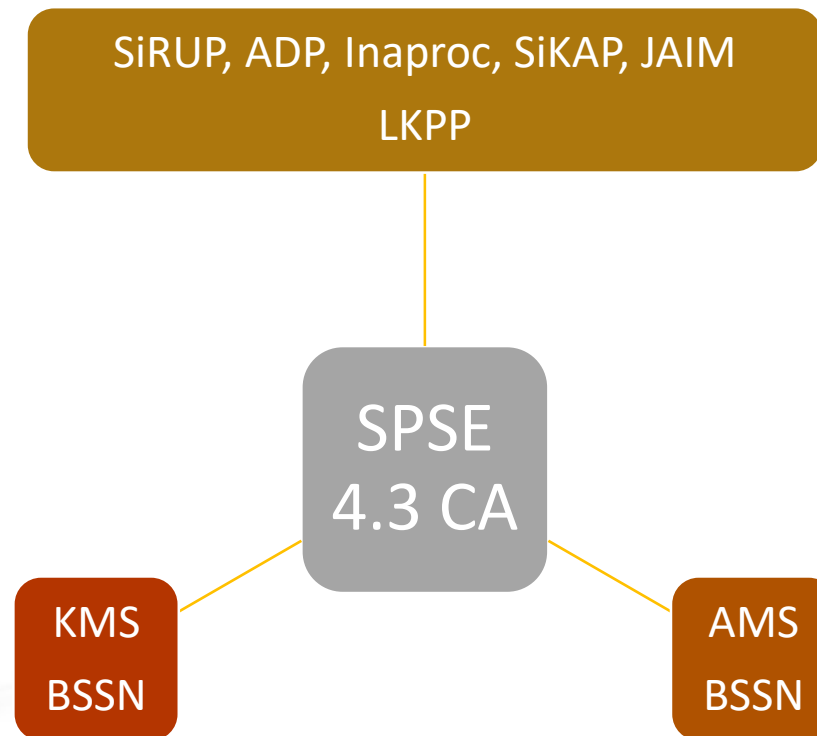 SiRUP, ADP, Inaproc, SiKAP, JAIM
LKPP
SPSE
4.3 CA
KMS
BSSN
AMS
BSSN